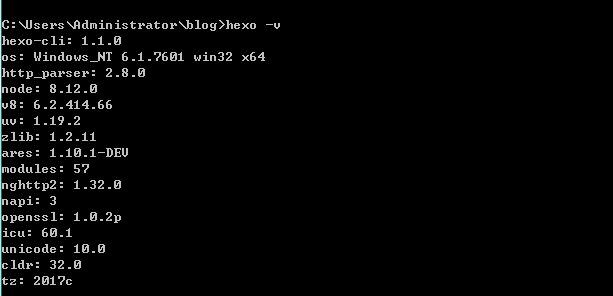 C:\Users\Administrator\blog>hexo -v
hexo-cli: 1.1.0
os: Windows_NT 6.1.7601 win32 x64
http_parser: 2.8.0
node: 8.12.0
v8: 6.2.414.66
uv: 1.19.2
zlib: 1.2.11
ares: 1.10.1-DEV
modules: 57
nghttp2: 1.32.0
napi: 3
openssl: 1.0.2p
icu: 60.1
unicode: 10.0
cldr: 32.0
tz: 2017c